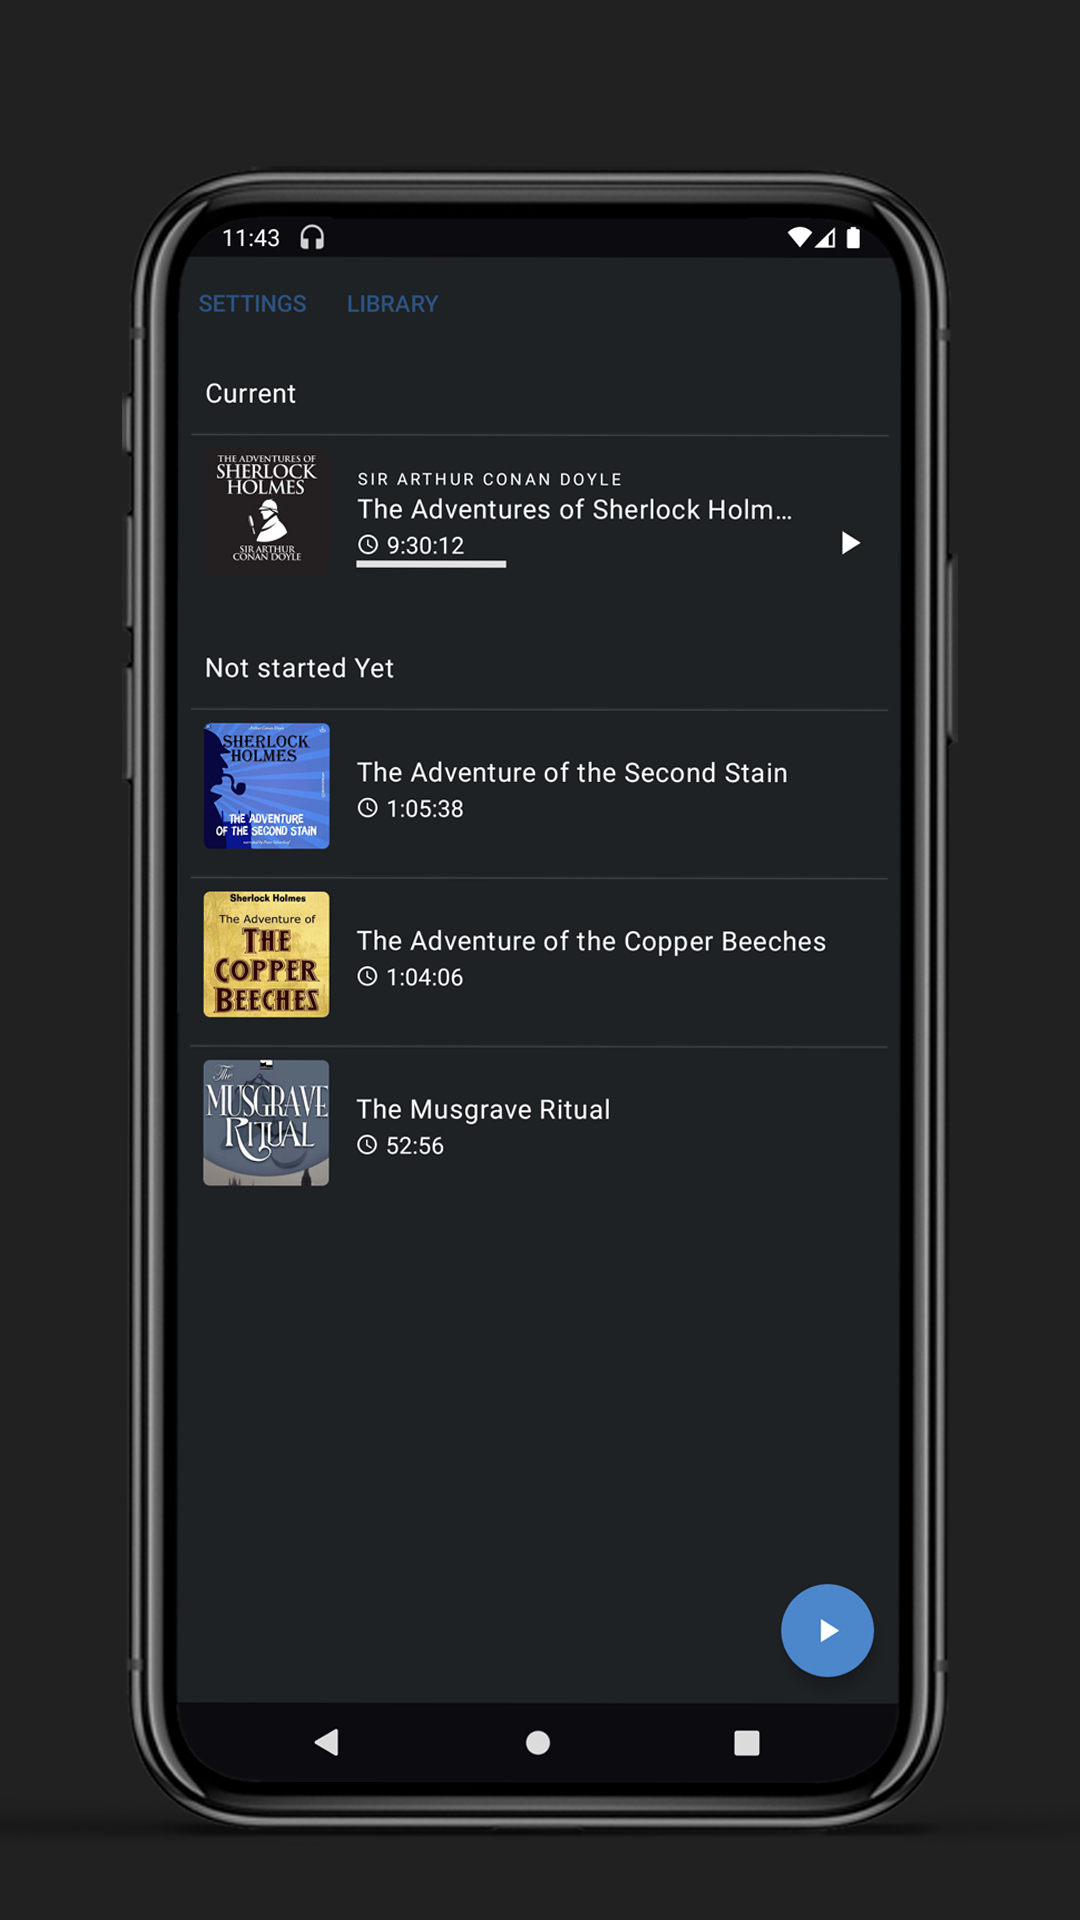 11:43
SETTINGS LIBRARY
Current
THE ADVENTURES OF
SHERLOCK
HOLMES
SIR ARTHUR
CONAN DOYLE
SIR ARTHUR CONAN DOYLE
The Adventures of Sherlock Holm...
9:30:12
Not started Yet
SHERLOCK
HOLMES
THE ADVENTURE
OF THE SECOND STAIN
The Adventure of the Second Stain
1:05:38
Sherlock Holmes
The Adventure of
THE
COPPER
BEECHES
The Adventure of the Copper Beeches
1:04:06
The
MUSGRAVE
RITUAL
The Musgrave Ritual
52:56